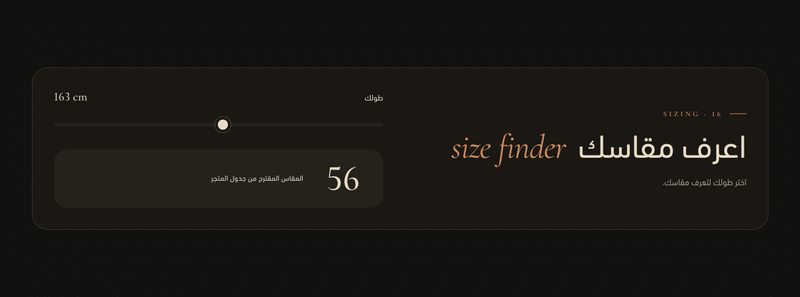 SIZING · 16
اعرف مقاسك size finder
اختر طولك لتعرف مقاسك.
طولك
163 cm
56
المقاس المقترح من جدول المتجر